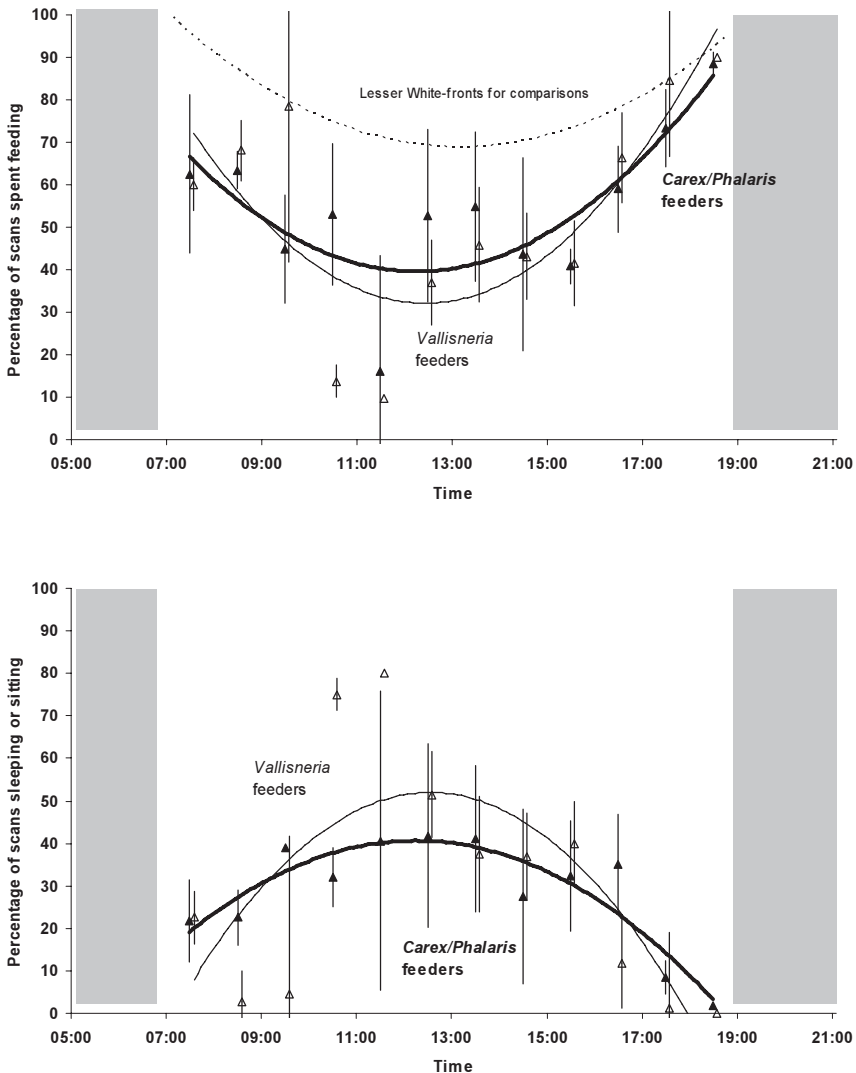 100
90
80
70
60
50
40
30
20
10
0
Percentage of scans spent feeding
Lesser White-fronts for comparisons
Carex/Phalaris
feeders
Vallisneria
feeders
05:00 07:00 09:00 11:00 13:00 15:00 17:00 19:00 21:00
Time
100
90
80
70
60
50
40
30
20
10
0
Percentage of scans sleeping or sitting
Vallisneria
feeders
Carex/Phalaris
feeders
05:00 07:00 09:00 11:00 13:00 15:00 17:00 19:00 21:00
Time